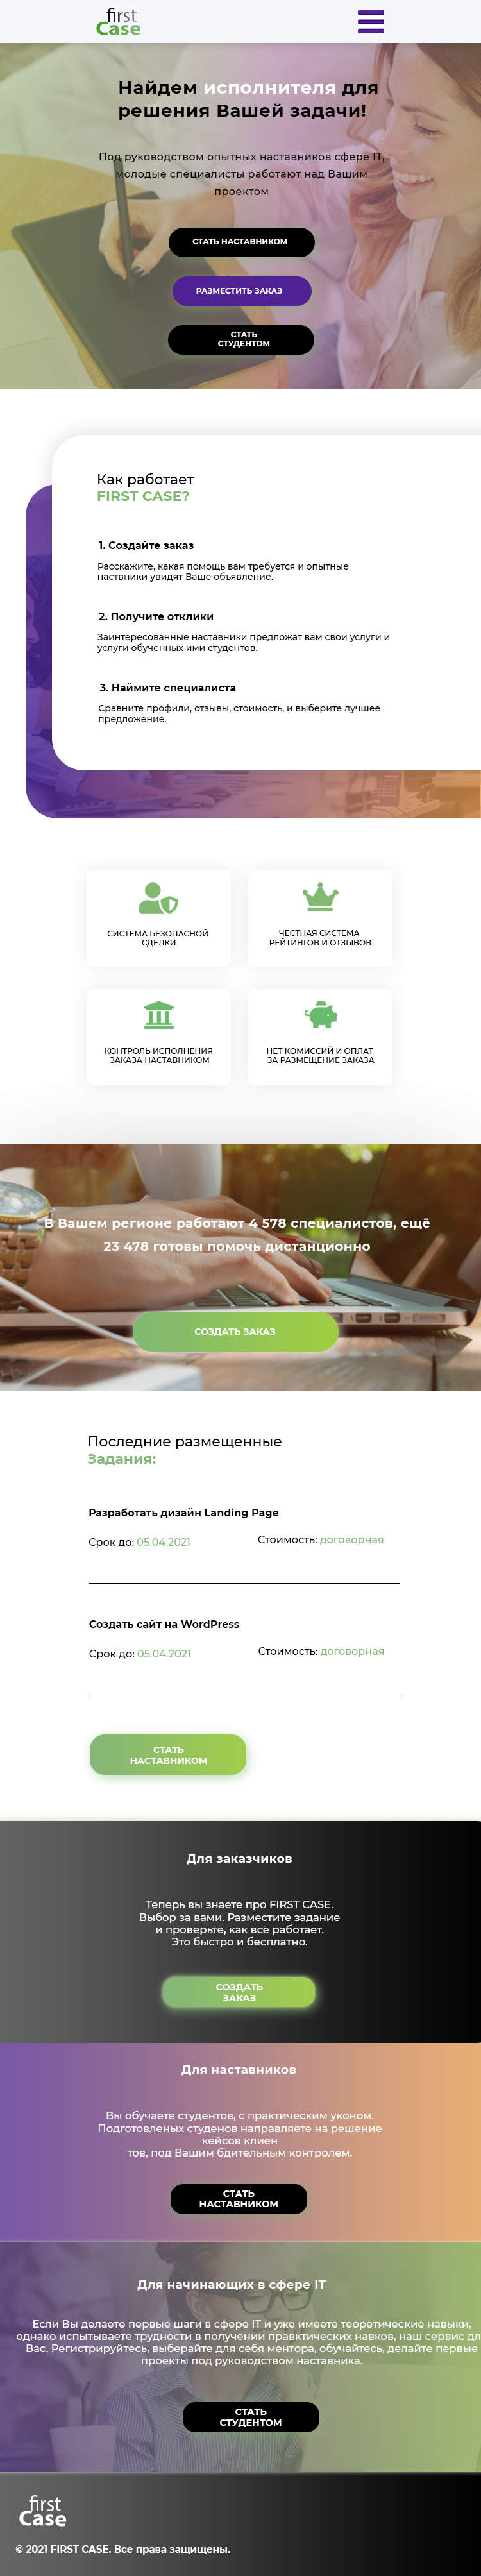 first
Case
Найдем исполнителя для
решения Вашей задачи!
Под руководством опытных наставников сфере IT,
молодые специалисты работают над Вашим
проектом
СТАТЬ НАСТАВНИКОМ
РАЗМЕСТИТЬ ЗАКАЗ
СТАТЬ
СТУДЕНТОМ
Как работает
FIRST CASE?
1. Создайте заказ
Расскажите, какая помощь вам требуется и опытные
наствники увидят Ваше объявление.
2. Получите отклики
Заинтересованные наставники предложат вам свои услуги и
услуги обученных ими студентов.
3. Наймите специалиста
Сравните профили, отзывы, стоимость, и выберите лучшее
предложение.
СИСТЕМА БЕЗОПАСНОЙ
СДЕЛКИ
ЧЕСТНАЯ СИСТЕМА
РЕЙТИНГОВ И ОТЗЫВОВ
КОНТРОЛЬ ИСПОЛНЕНИЯ
ЗАКАЗА НАСТАВНИКОМ
НЕТ КОМИССИЙ И ОПЛАТ
ЗА РАЗМЕЩЕНИЕ ЗАКАЗА
В Вашем регионе работают 4 578 специалистов, ещё
23 478 готовы помочь дистанционно
СОЗДАТЬ ЗАКАЗ
Последние размещенные
Задания:
Разработать дизайн Landing Page
Срок до: 05.04.2021 Стоимость: договорная
Создать сайт на WordPress
Срок до: 05.04.2021 Стоимость: договорная
СТАТЬ
НАСТАВНИКОМ
Для заказчиков
Теперь вы знаете про FIRST CASE.
Выбор за вами. Разместите задание
и проверьте, как всё работает.
Это быстро и бесплатно.
СОЗДАТЬ
ЗАКАЗ
Для наставников
Вы обучаете студентов, с практическим уконом.
Подготовленых студенов направляете на решение
кейсов клиен
тов, под Вашим бдительным контролем.
СТАТЬ
НАСТАВНИКОМ
Для начинающих в сфере IT
Если Вы делаете первые шаги в сфере IT и уже имеете теоретические навыки,
однако испытываете трудности в получении правктических навков, наш сервис дл
Вас. Регистрируйтесь, выберайте для себя ментора, обучайтесь, делайте первые
проекты под руководством наставника.
СТАТЬ
СТУДЕНТОМ
first
Case
© 2021 FIRST CASE. Все права защищены.